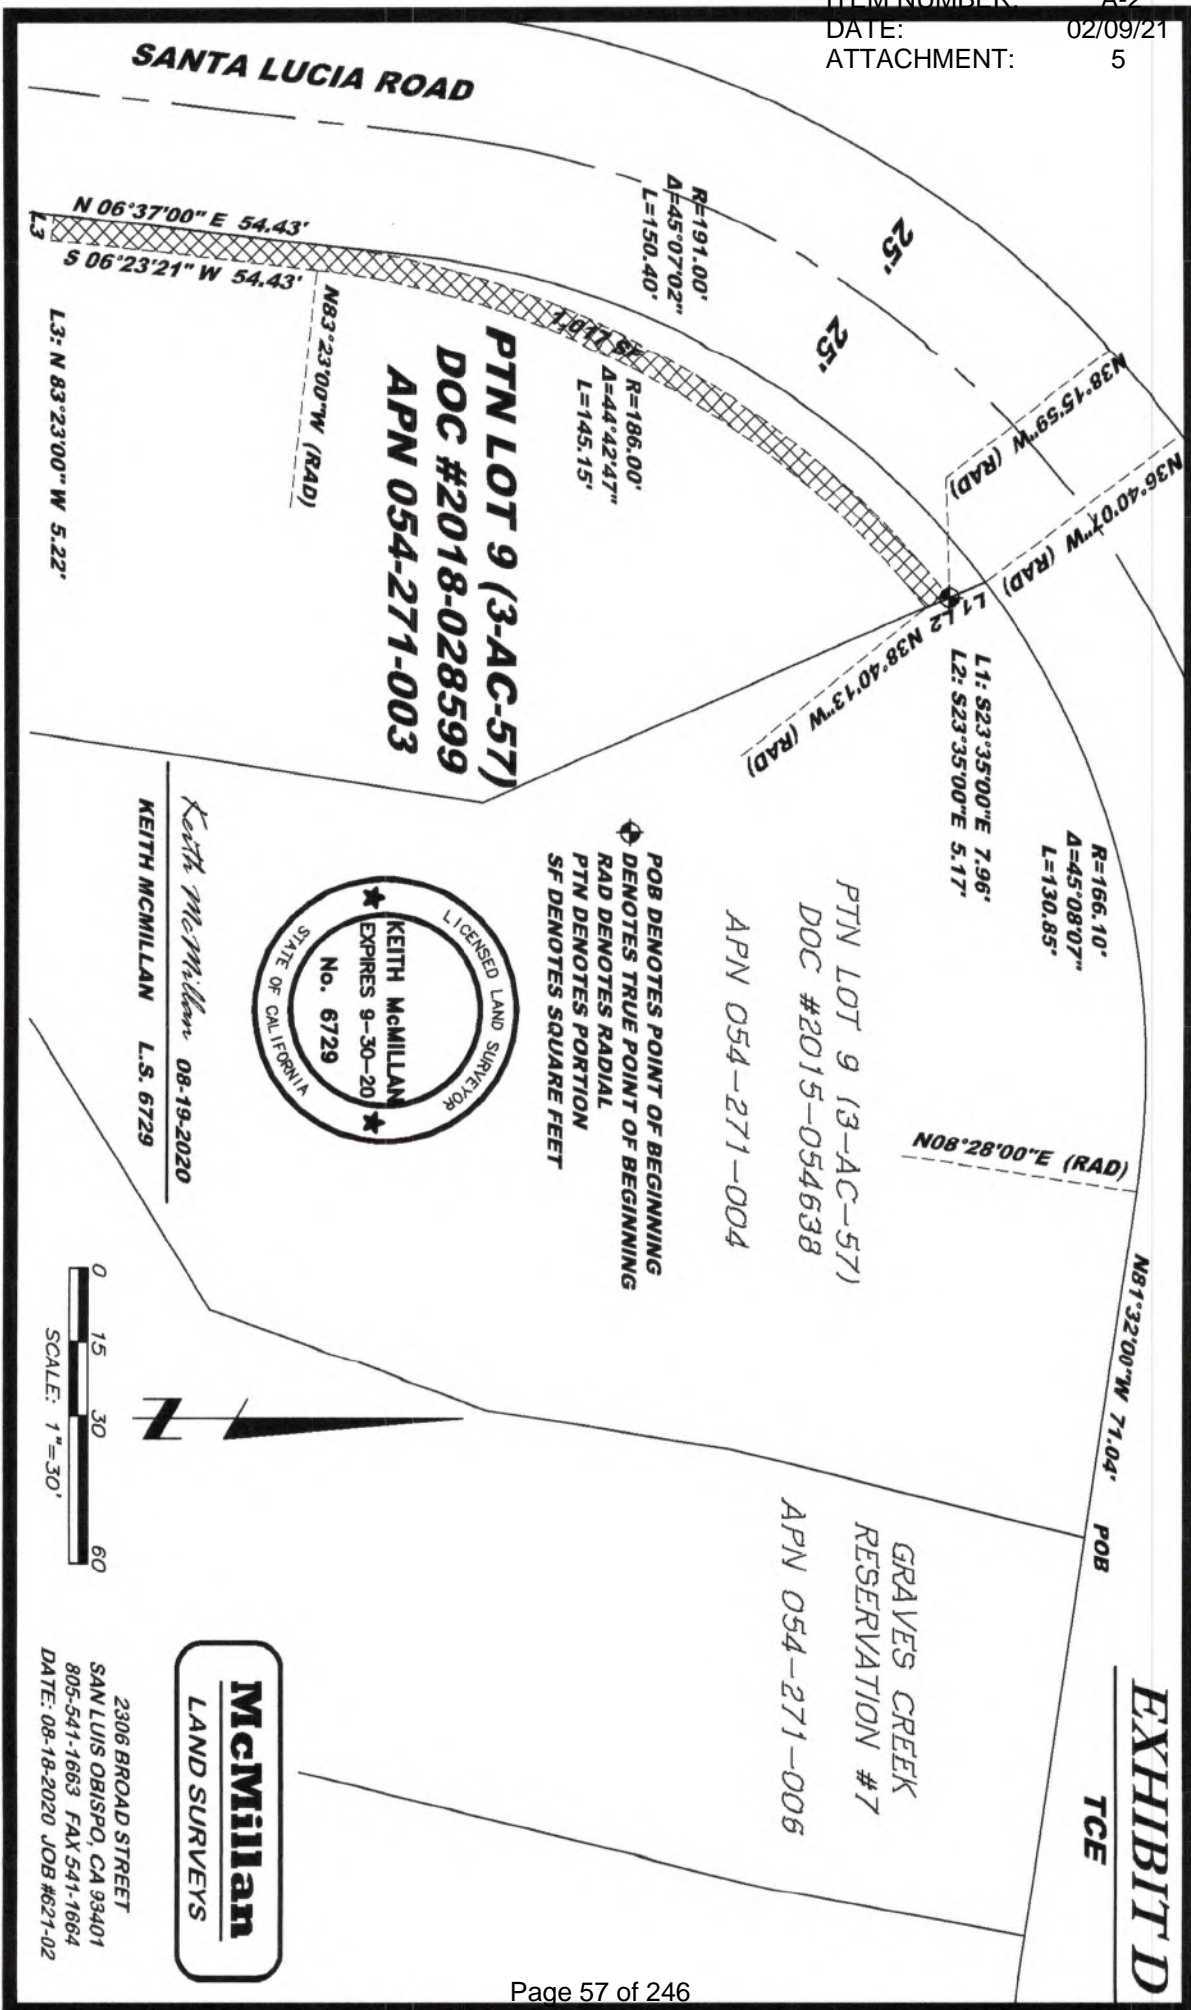 ITEM NUMBER: A-2
DATE: 02/09/21
ATTACHMENT: 5
EXHIBIT D
TCE
SANTA LUCIA ROAD
25'
25'
N38°15'59"W (RAD)
N36°40'07"W (RAD)
R=166.10'
Δ=45°08'07"
L=130.85'
N81°32'00"W 71.04'
POB
N08°28'00"E (RAD)
L1: S23°35'00"E 7.96'
L2: S23°35'00"E 5.17'
L1
L2
N38°40'13"W (RAD)
R=191.00'
Δ=45°07'02"
L=150.40'
1,017 SF
R=186.00'
Δ=44°42'47"
L=145.15'
N 06°37'00" E 54.43'
S 06°23'21" W 54.43'
L3
N83°23'00"W (RAD)
L3: N 83°23'00" W 5.22'
PTN LOT 9 (3-AC-57)
DOC #2018-028599
APN 054-271-003
PTN LOT 9 (3-AC-57)
DOC #2015-054638
APN 054-271-004
GRAVES CREEK
RESERVATION #7
APN 054-271-006
POB DENOTES POINT OF BEGINNING
DENOTES TRUE POINT OF BEGINNING
RAD DENOTES RADIAL
PTN DENOTES PORTION
SF DENOTES SQUARE FEET
LICENSED LAND SURVEYOR
KEITH McMILLAN
EXPIRES 9-30-20
No. 6729
STATE OF CALIFORNIA
Keith McMillan 08-19-2020
KEITH MCMILLAN L.S. 6729
N
0 15 30 60
SCALE: 1"=30'
McMillan
LAND SURVEYS
2306 BROAD STREET
SAN LUIS OBISPO, CA 93401
805-541-1663 FAX 541-1664
DATE: 08-18-2020 JOB #621-02
Page 57 of 246